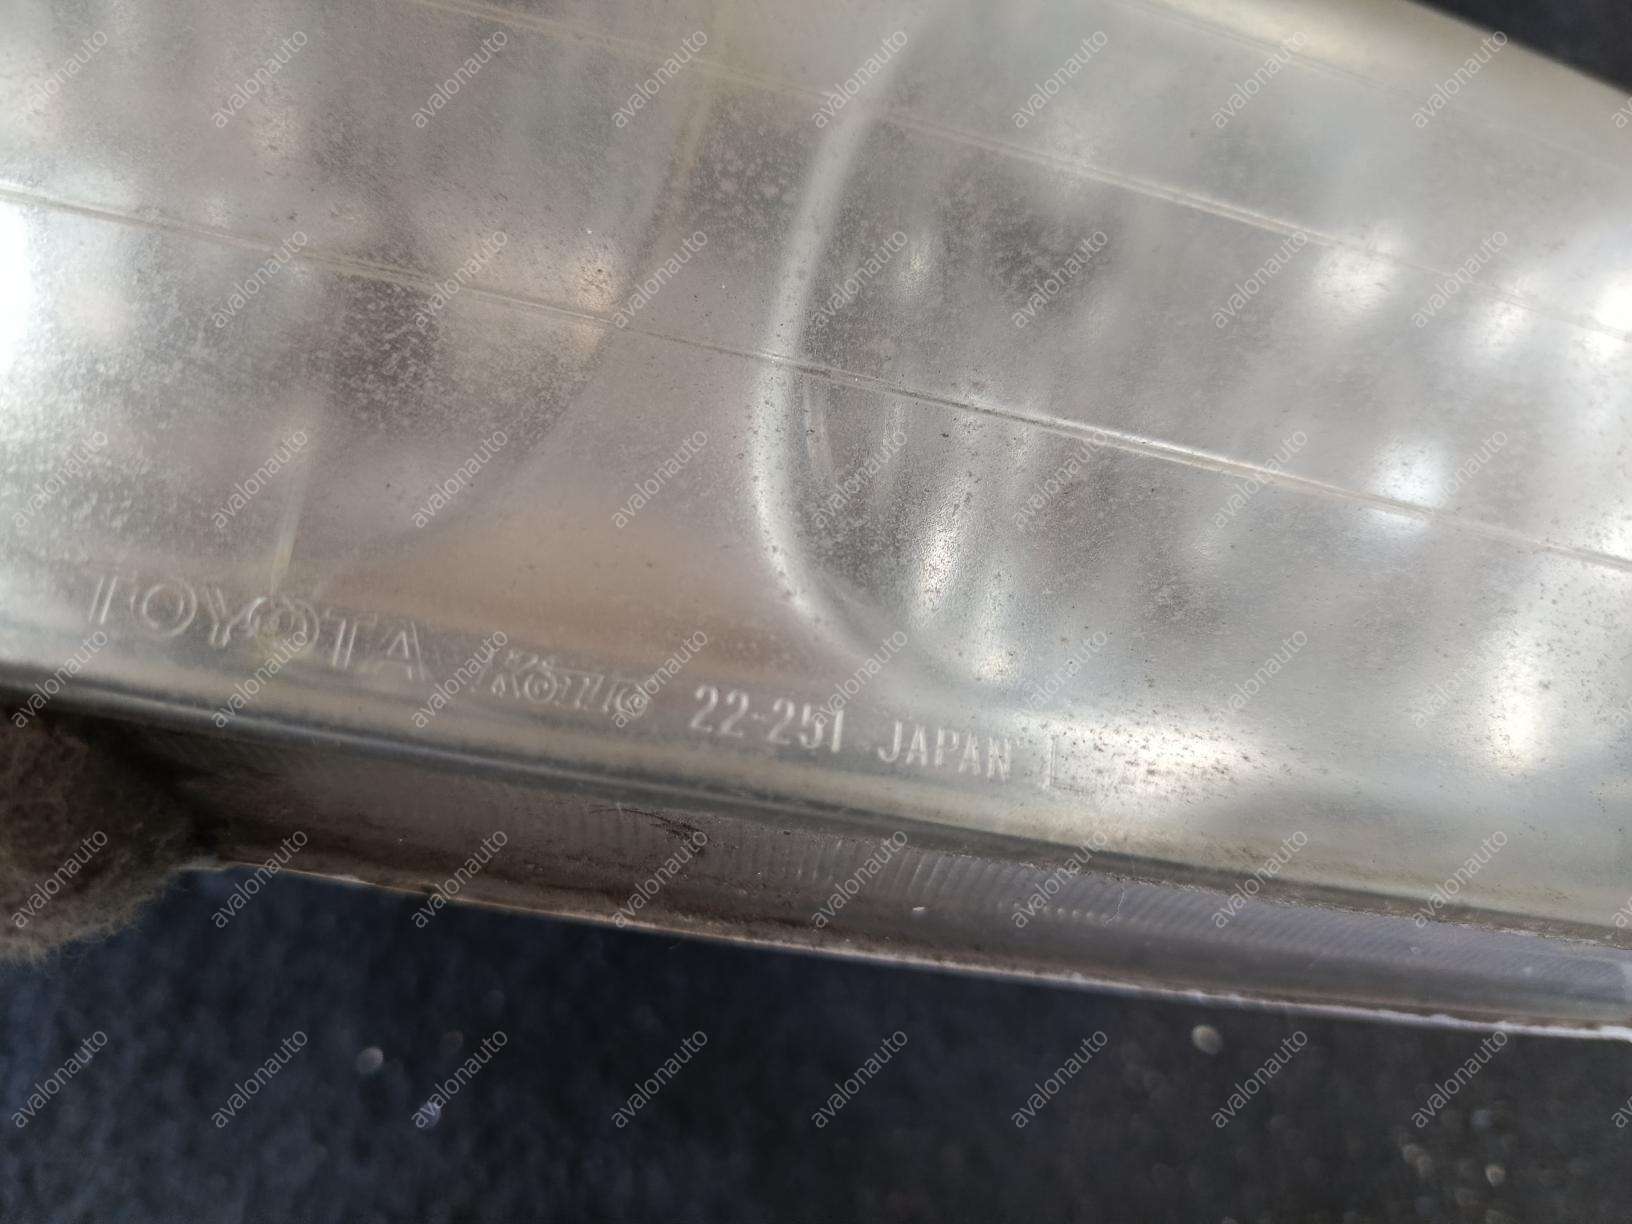 TOYOTA Koito 22-251 JAPAN L
avalonauto